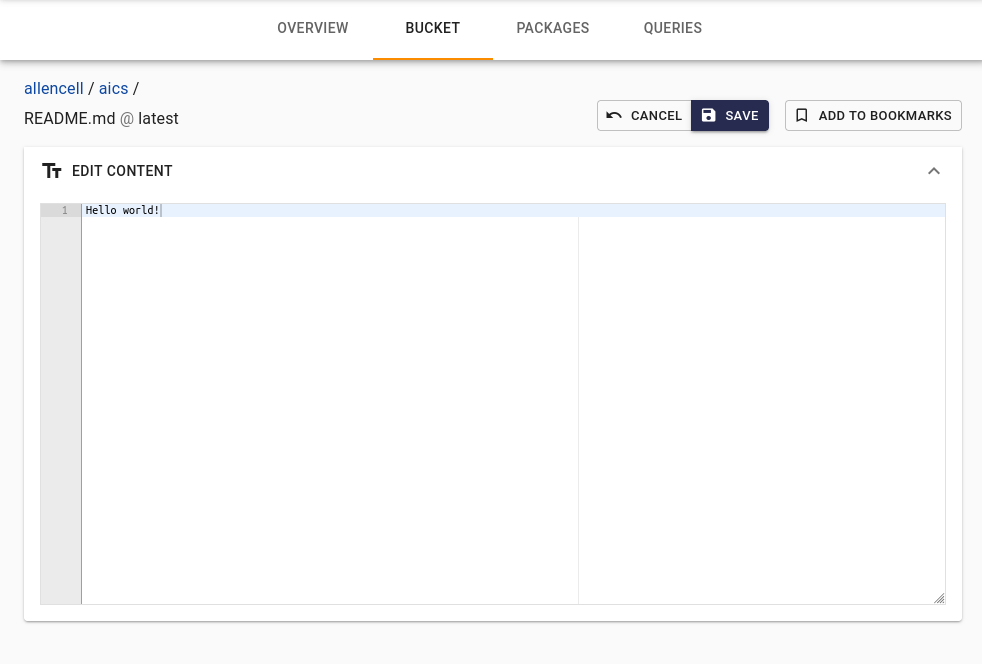 OVERVIEW BUCKET PACKAGES QUERIES
allencell / aics /
README.md @ latest
CANCEL SAVE ADD TO BOOKMARKS
EDIT CONTENT
1 Hello world!